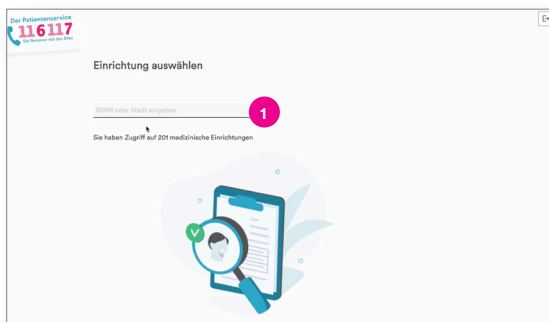 Der Patientenservice
116117
Die Nummer mit den Elfen
Einrichtung auswählen
BSNR oder Stadt eingeben
1
Sie haben Zugriff auf 201 medizinische Einrichtungen